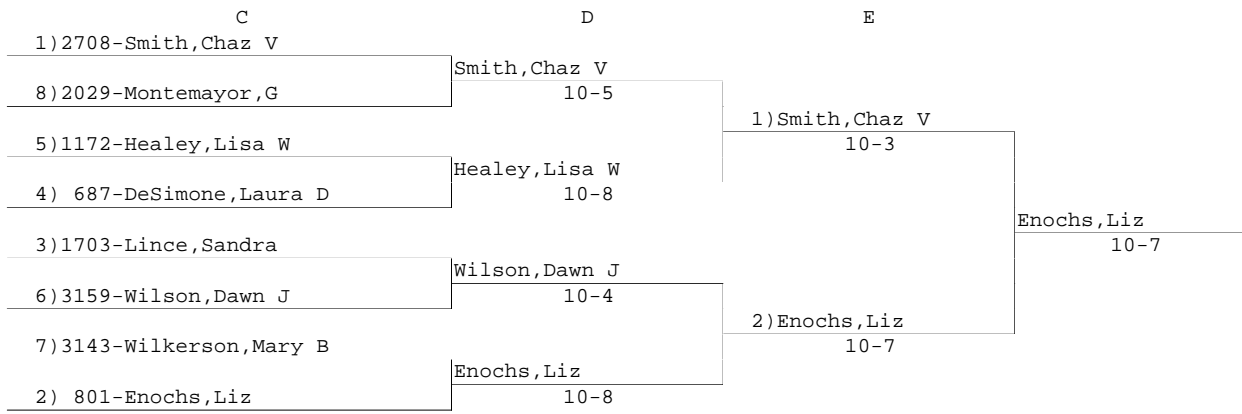 C D E
1)2708-Smith,Chaz V
Smith,Chaz V
8)2029-Montemayor,G 10-5
1)Smith,Chaz V
5)1172-Healey,Lisa W 10-3
Healey,Lisa W
4) 687-DeSimone,Laura D 10-8
Enochs,Liz
3)1703-Lince,Sandra 10-7
Wilson,Dawn J
6)3159-Wilson,Dawn J 10-4
2)Enochs,Liz
7)3143-Wilkerson,Mary B 10-7
Enochs,Liz
2) 801-Enochs,Liz 10-8